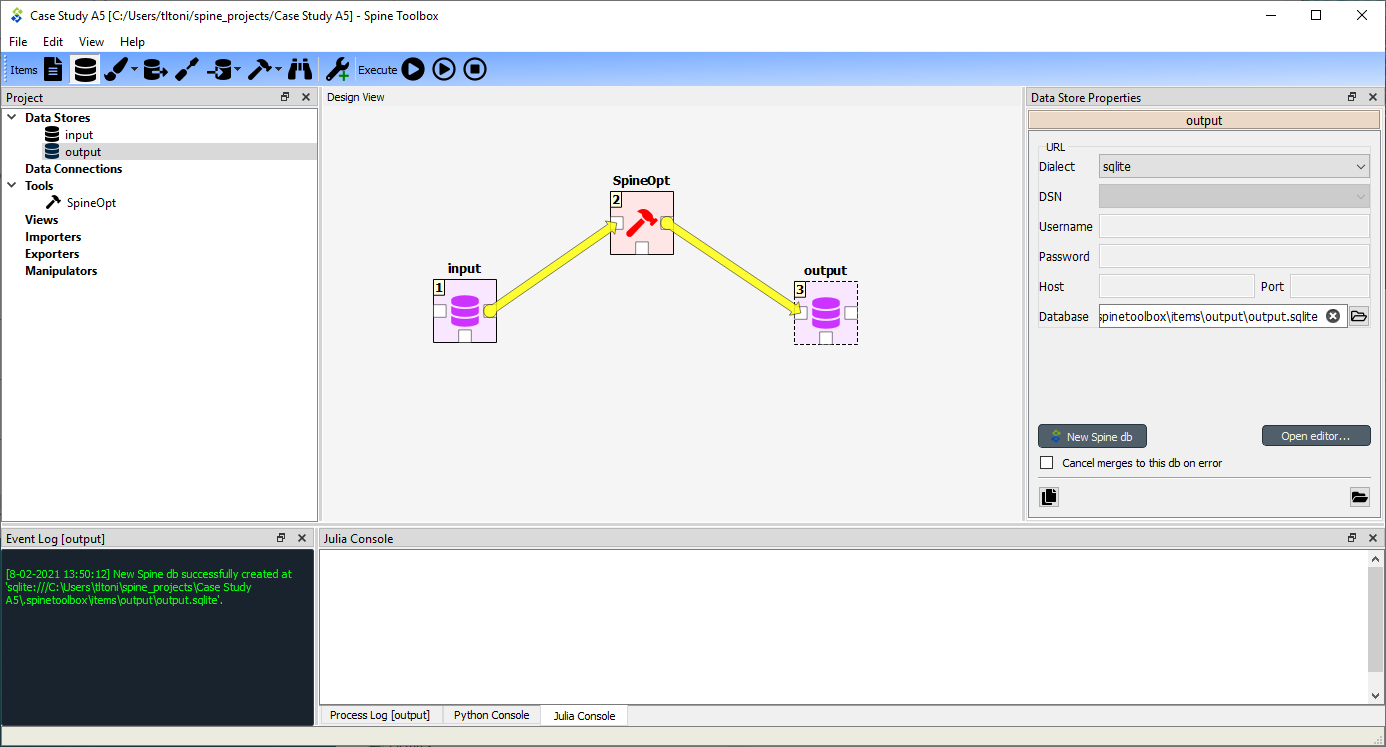 Case Study A5 [C:/Users/tltoni/spine_projects/Case Study A5] - Spine Toolbox
File Edit View Help
Items Execute
Project
Data Stores
input
output
Data Connections
Tools
SpineOpt
Views
Importers
Exporters
Manipulators
Design View
SpineOpt
2
input
1
output
3
Data Store Properties
output
URL
Dialect sqlite
DSN
Username
Password
Host Port
Database spinetoolbox\items\output\output.sqlite
New Spine db Open editor...
Cancel merges to this db on error
Event Log [output]
[8-02-2021 13:50:12] New Spine db successfully created at
'sqlite:///C:\Users\tltoni\spine_projects\Case Study
A5\.spinetoolbox\items\output\output.sqlite'.
Julia Console
Process Log [output] Python Console Julia Console